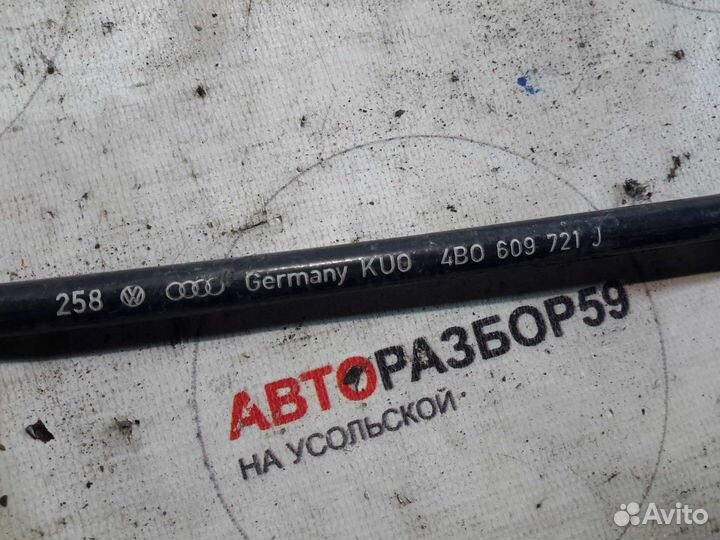 258 Germany KUO 4B0 609 721 J
АВТОРАЗБОР59
НА УСОЛЬСКОЙ
Avito